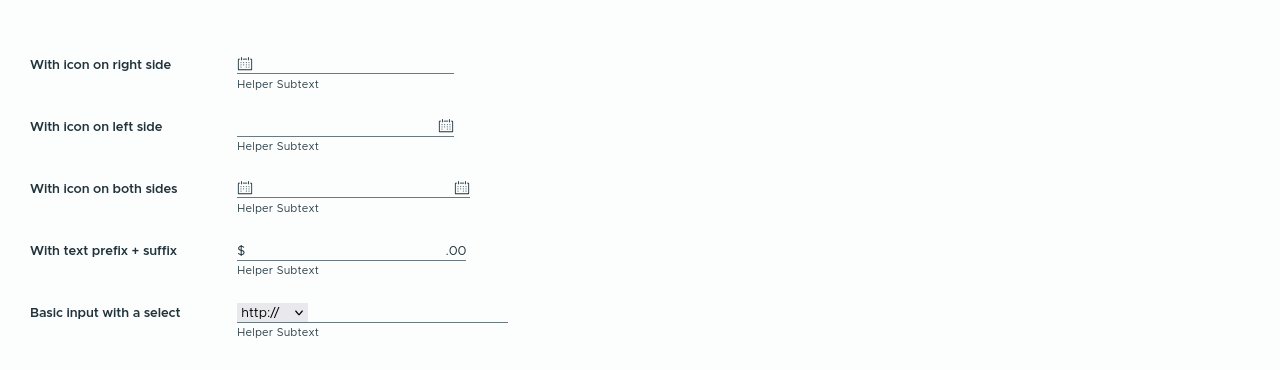 With icon on right side
Helper Subtext
With icon on left side
Helper Subtext
With icon on both sides
Helper Subtext
With text prefix + suffix $ .00
Helper Subtext
Basic input with a select http://
Helper Subtext